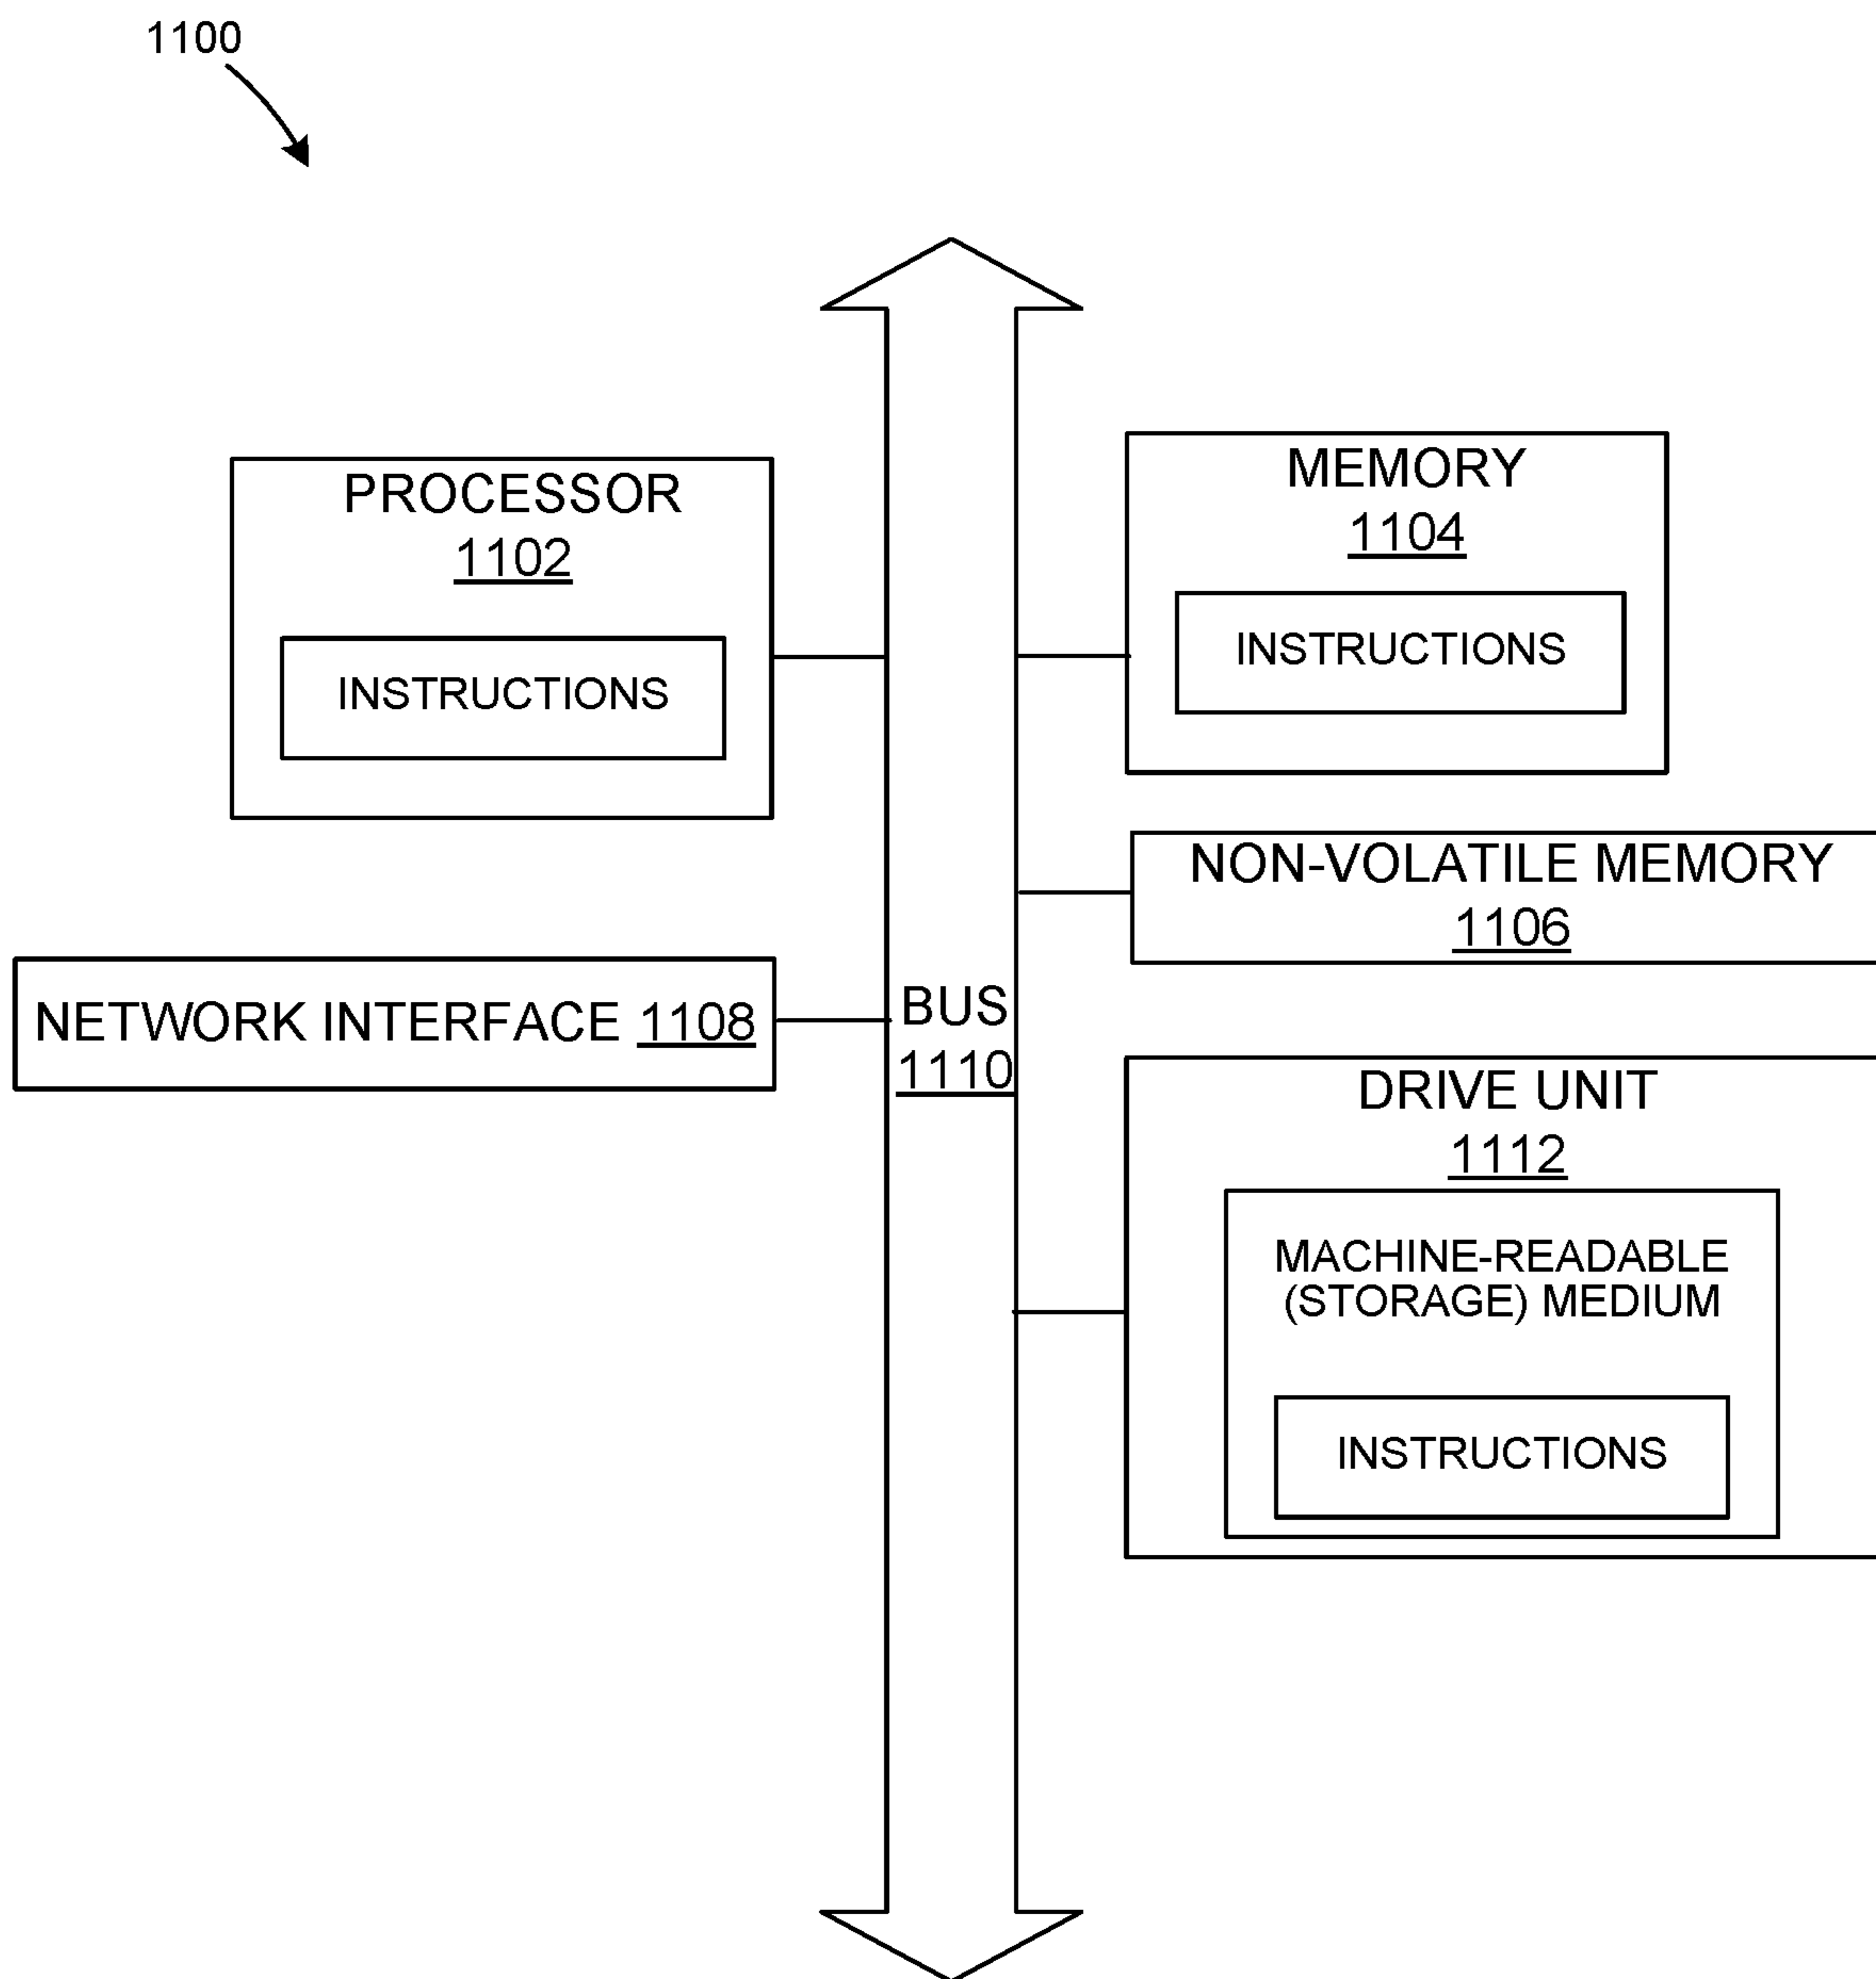 1100
PROCESSOR
1102
INSTRUCTIONS
MEMORY
1104
INSTRUCTIONS
NON-VOLATILE MEMORY
1106
NETWORK INTERFACE 1108
BUS
1110
DRIVE UNIT
1112
MACHINE-READABLE
(STORAGE) MEDIUM
INSTRUCTIONS